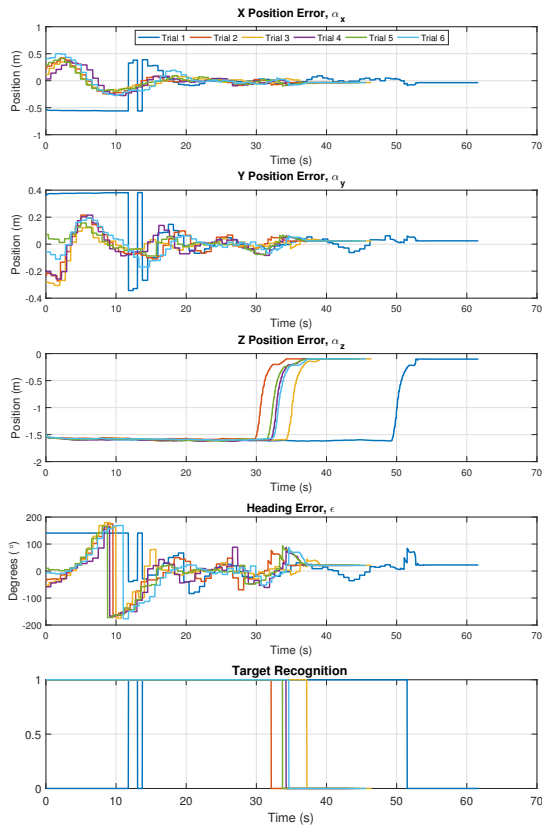 X Position Error, αx
Position (m)
1
0.5
0
-0.5
-1
Trial 1 Trial 2 Trial 3 Trial 4 Trial 5 Trial 6
0 10 20 30 40 50 60 70
Time (s)
Y Position Error, αy
Position (m)
0.4
0.2
0
-0.2
-0.4
0 10 20 30 40 50 60 70
Time (s)
Z Position Error, αz
Position (m)
0
-0.5
-1
-1.5
-2
0 10 20 30 40 50 60 70
Time (s)
Heading Error, ϵ
Degrees (°)
200
100
0
-100
-200
0 10 20 30 40 50 60 70
Time (s)
Target Recognition
1
0.5
0
0 10 20 30 40 50 60 70
Time (s)